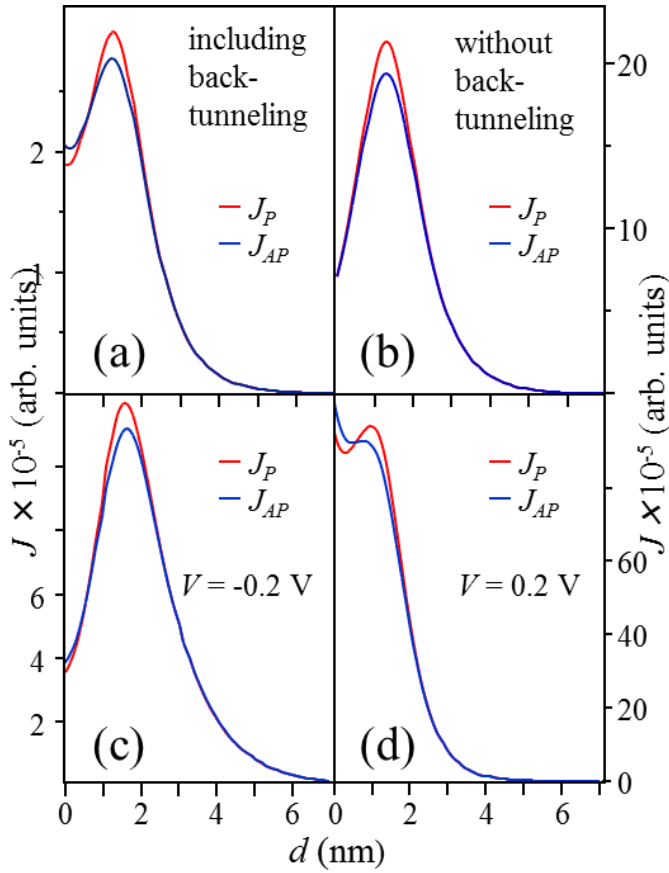 including
back-
tunneling
J_P
J_AP
(a)
2
1
without
back-
tunneling
J_P
J_AP
(b)
20
10
0
J_P
J_AP
V = -0.2 V
(c)
6
4
2
J_P
J_AP
V = 0.2 V
(d)
60
40
20
0
J × 10^-5 (arb. units)
J × 10^-5 (arb. units)
0 2 4 6 0 2 4 6
d (nm)